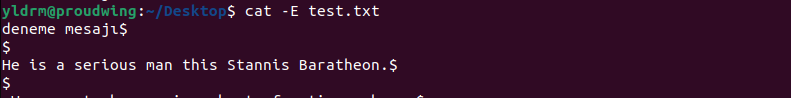 yldrm@proudwing:~/Desktop$ cat -E test.txt
deneme mesajı$
$
He is a serious man this Stannis Baratheon.$
$